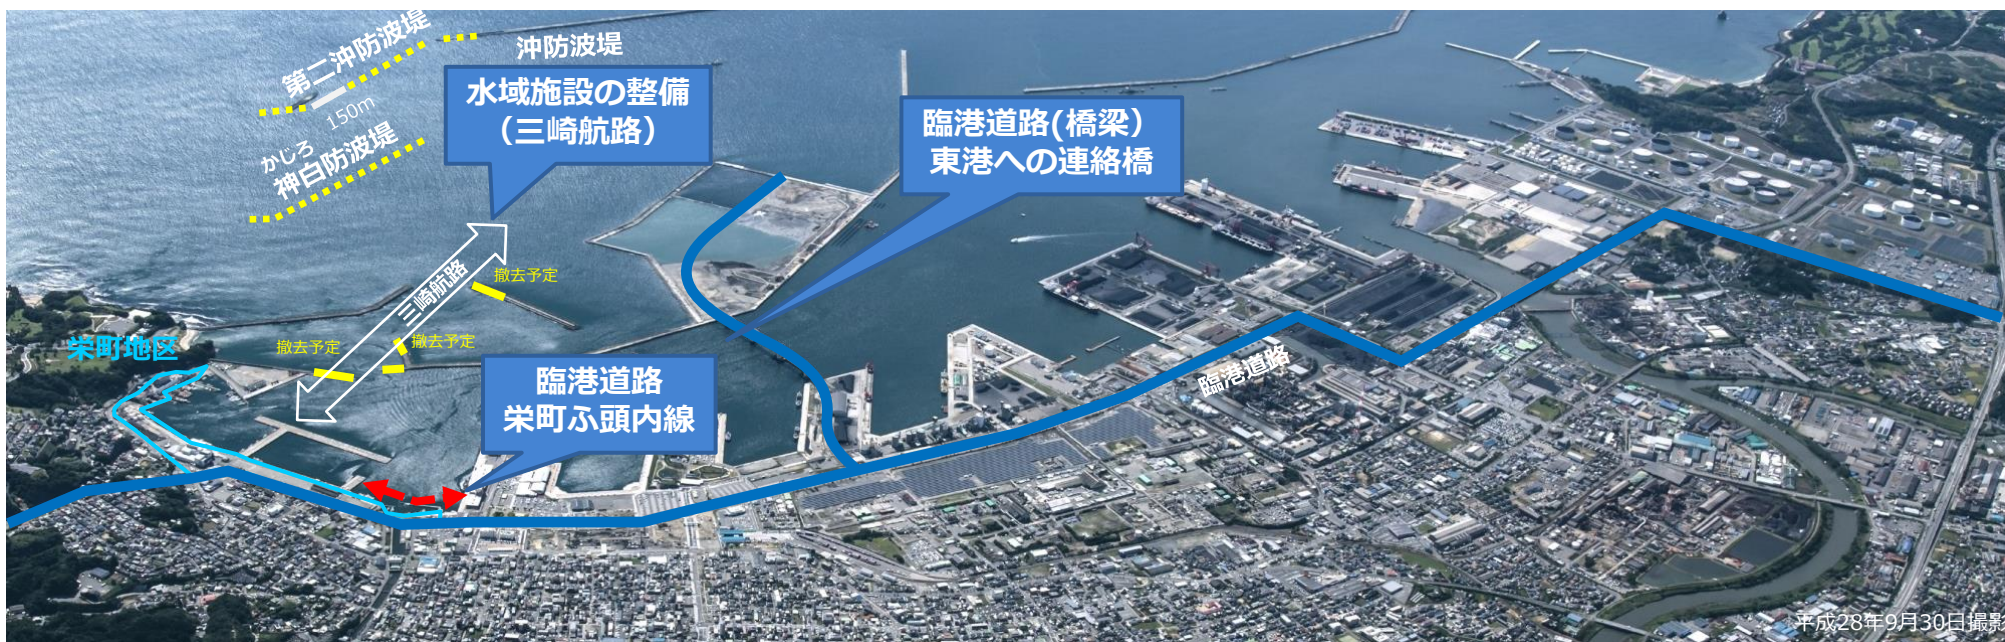 第二沖防波堤
沖防波堤
150m
かじろ
神白防波堤
水域施設の整備
（三崎航路）
臨港道路(橋梁）
東港への連絡橋
三崎航路
撤去予定
撤去予定
撤去予定
栄町地区
臨港道路
栄町ふ頭内線
臨港道路
平成28年9月30日撮影